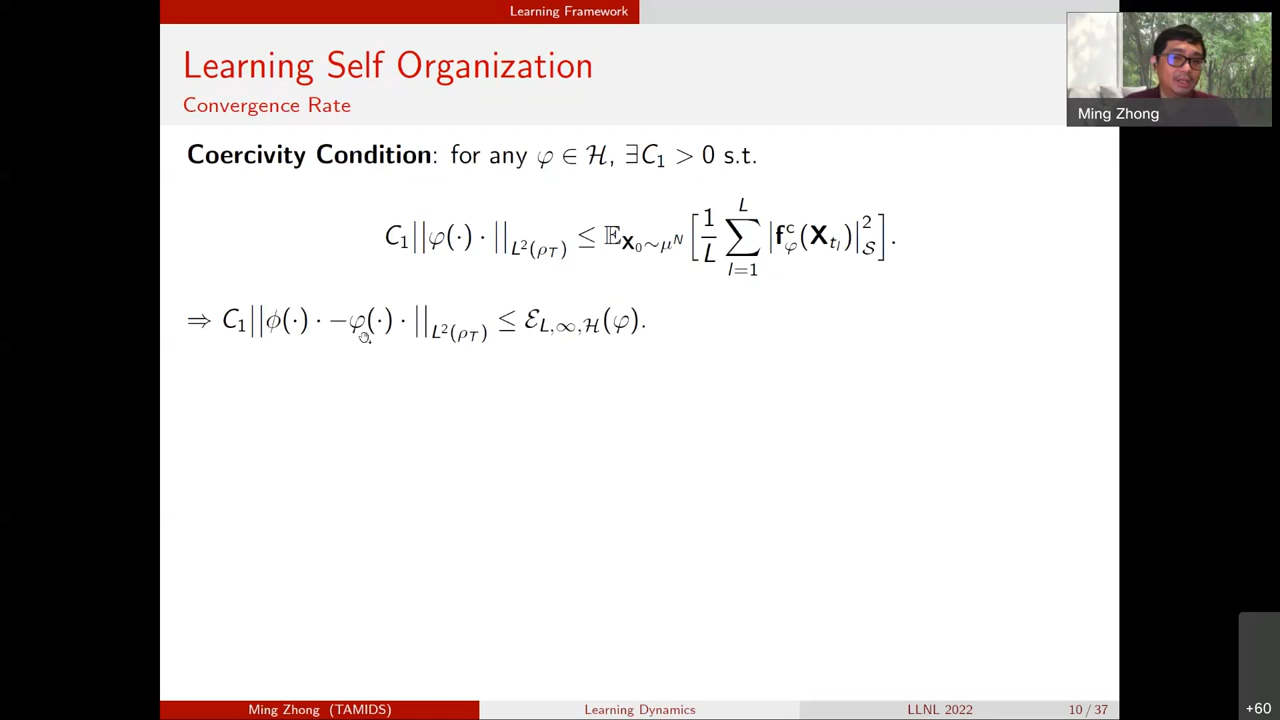 Learning Framework
Learning Self Organization
Convergence Rate
Ming Zhong
Coercivity Condition: for any φ ∈ ℋ, ∃C₁ > 0 s.t.
C₁||φ(·)·||_{L²(ρ_T)} ≤ 𝔼_{𝐗₀∼μ^N}[1/L ∑_{l=1}^{L} |𝐟^c_φ(𝐗_{t_l})|²_𝒮].
⇒ C₁||ϕ(·)· −φ(·)·||_{L²(ρ_T)} ≤ ℰ_{L,∞,ℋ}(φ).
Ming Zhong (TAMIDS) Learning Dynamics LLNL 2022 10 / 37
+60